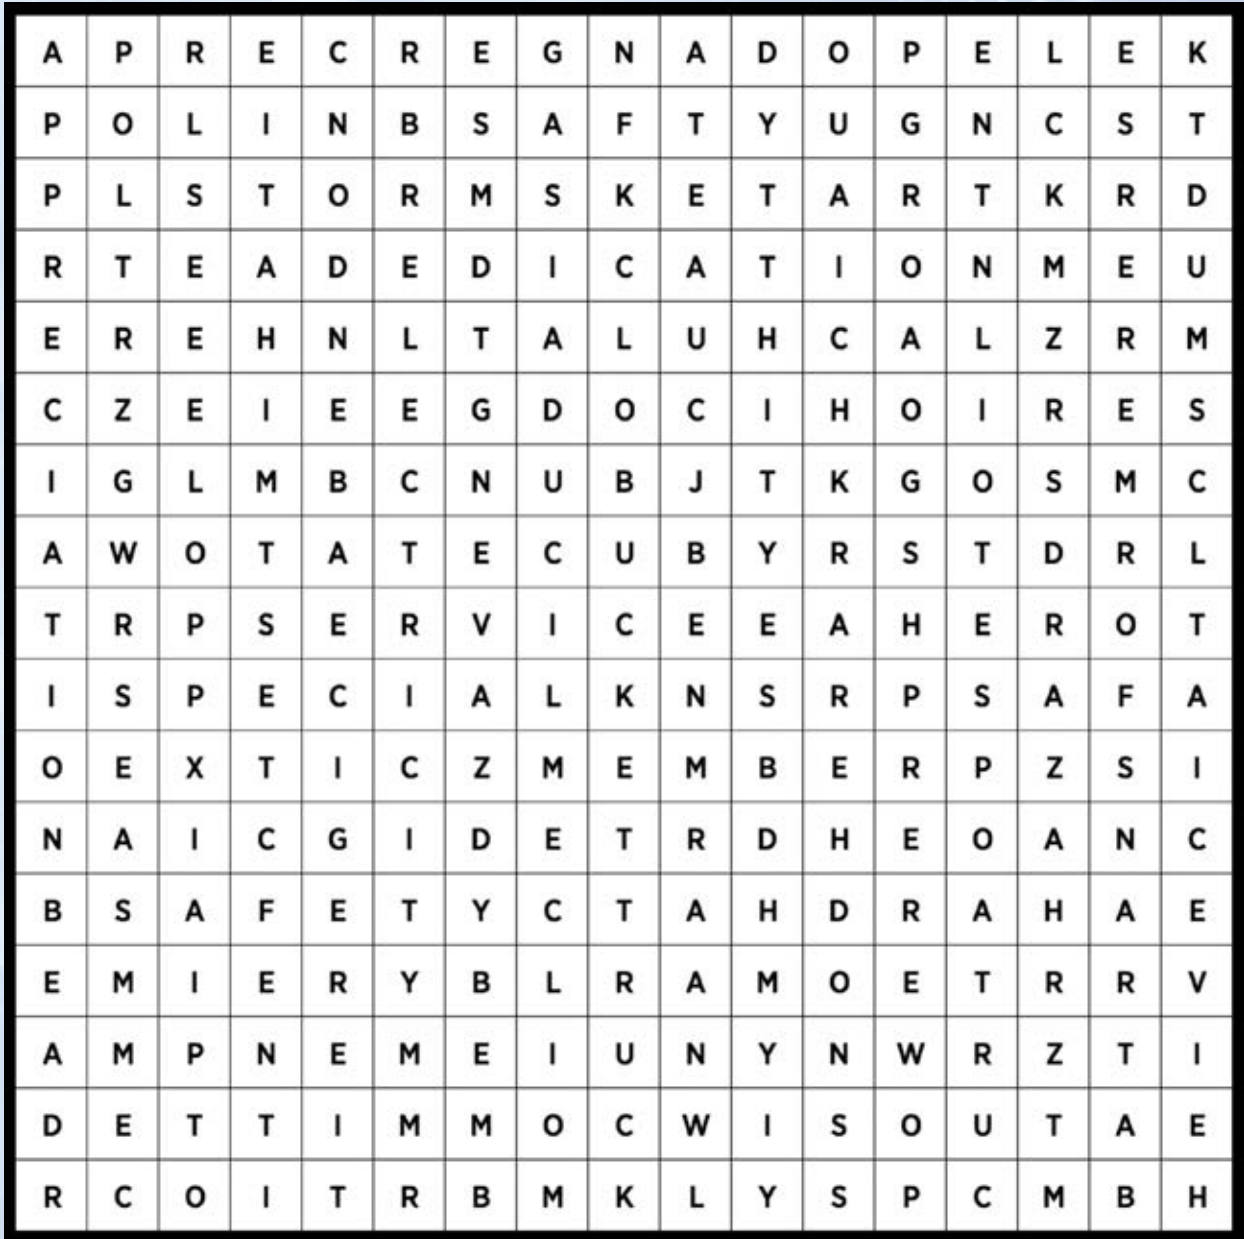 A P R E C R E G N A D O P E L E K
P O L I N B S A F T Y U G N C S T
P L S T O R M S K E T A R T K R D
R T E A D E D I C A T I O N M E U
E R E H N L T A L U H C A L Z R M
C Z E I E E G D O C I H O I R E S
I G L M B C N U B J T K G O S M C
A W O T A T E C U B Y R S T D R L
T R P S E R V I C E E A H E R O T
I S P E C I A L K N S R P S A F A
O E X T I C Z M E M B E R P Z S I
N A I C G I D E T R D H E O A N C
B S A F E T Y C T A H D R A H A E
E M I E R Y B L R A M O E T R R V
A M P N E M E I U N Y N W R Z T I
D E T T I M M O C W I S O U T A E
R C O I T R B M K L Y S P C M B H